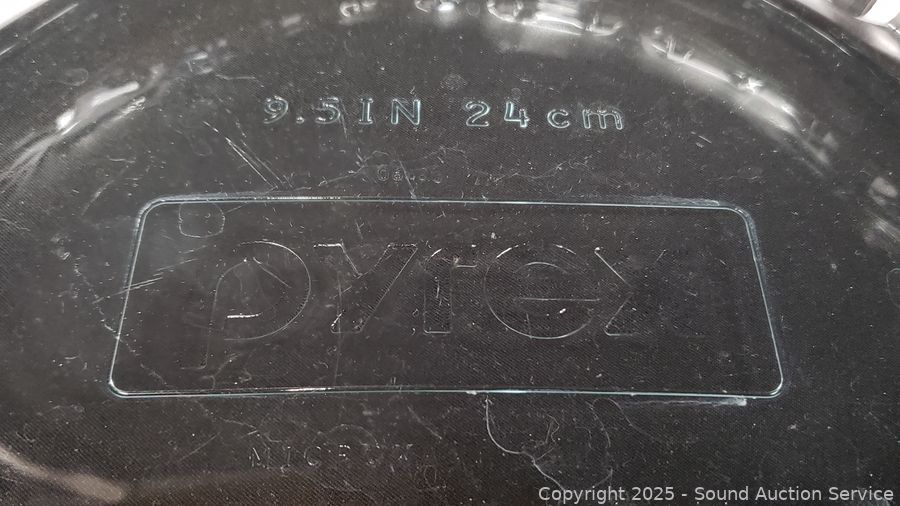 9.5IN 24cm
pyrex
Copyright 2025 - Sound Auction Service